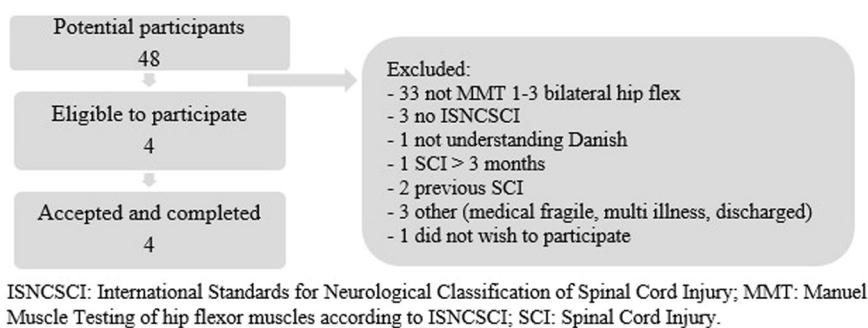 Potential participants
48
Eligible to participate
4
Accepted and completed
4
Excluded:
- 33 not MMT 1-3 bilateral hip flex
- 3 no ISNCSCI
- 1 not understanding Danish
- 1 SCI > 3 months
- 2 previous SCI
- 3 other (medical fragile, multi illness, discharged)
- 1 did not wish to participate
ISNCSCI: International Standards for Neurological Classification of Spinal Cord Injury; MMT: Manuel
Muscle Testing of hip flexor muscles according to ISNCSCI; SCI: Spinal Cord Injury.